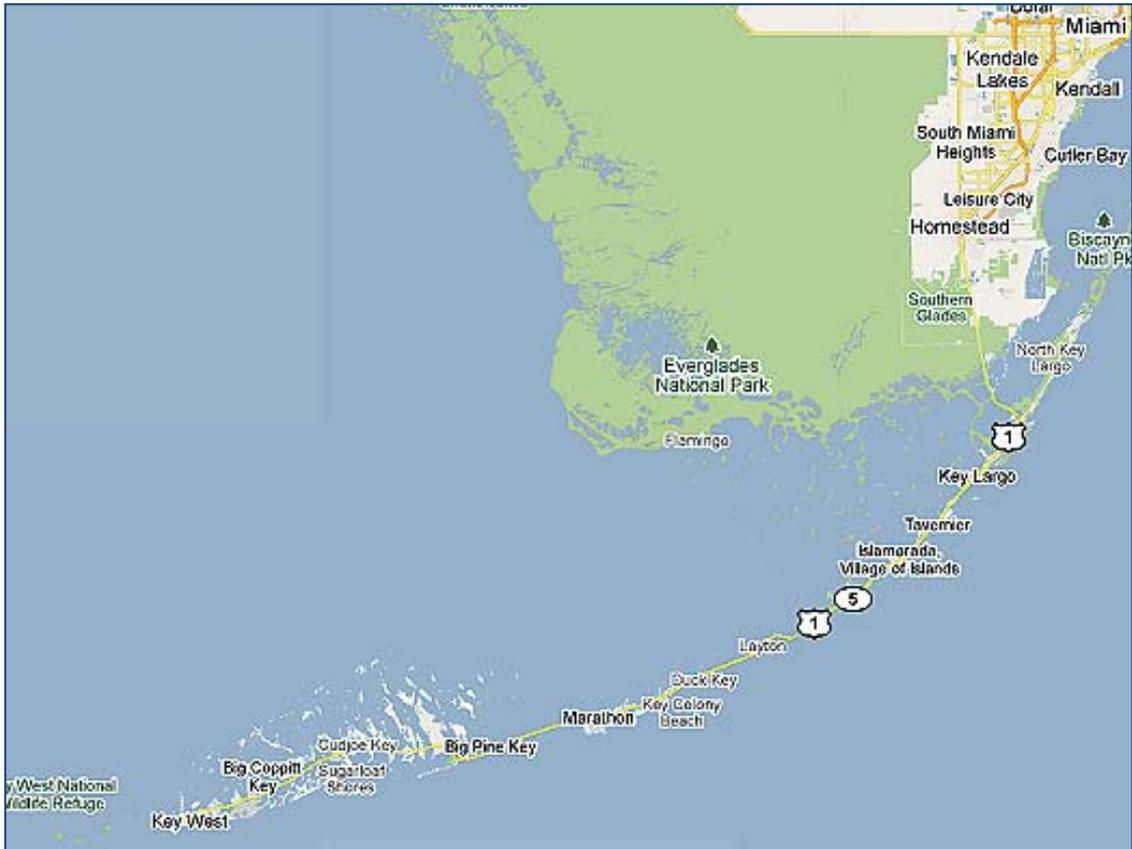 Doral
Miami
Kendale
Lakes
Kendall
South Miami
Heights
Cutler Bay
Leisure City
Homestead
Biscayn
Natl Pk
Southern
Glades
North Key
Largo
Everglades
National Park
Flamingo
1
Key Largo
Tavernier
Islamorada,
Village of Islands
5
1
Layton
Duck Key
Key Colony
Beach
Marathon
Cudjoe Key
Big Pine Key
Big Coppitt
Key
Sugarloaf
Shores
y West National
Wildlife Refuge
Key West